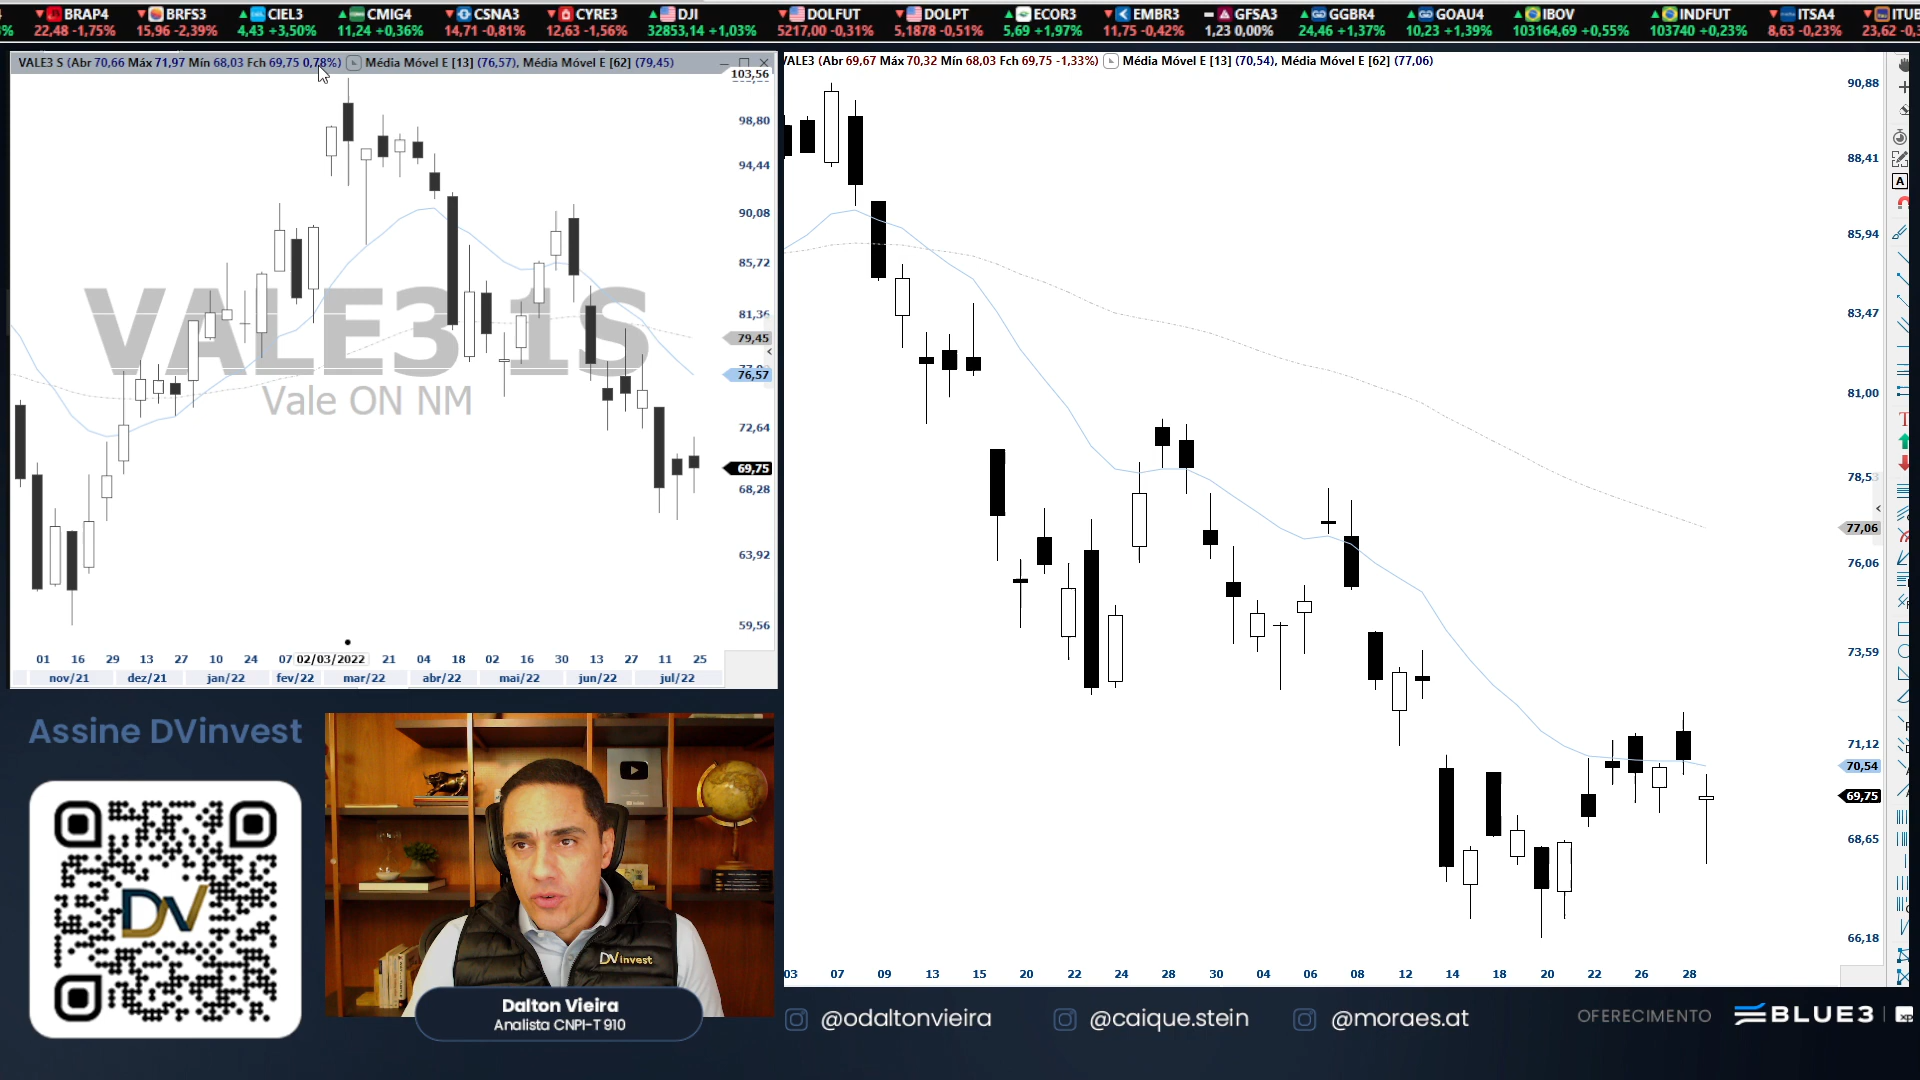 BRAP4
22,48 -1,75%
BRFS3
15,96 -2,39%
CIEL3
4,43 +3,50%
CMIG4
11,24 +0,36%
CSNA3
14,71 -0,81%
CYRE3
12,63 -1,56%
DJI
32853,14 +1,03%
DOLFUT
5217,00 -0,31%
DOLPT
5,1878 -0,51%
ECOR3
5,69 +1,97%
EMBR3
11,75 -0,42%
GFSA3
1,23 0,00%
GGBR4
24,46 +1,37%
GOAU4
10,23 +1,39%
IBOV
103164,69 +0,55%
INDFUT
103740 +0,23%
ITSA4
8,63 -0,23%
VALE3 S (Abr 70,66 Máx 71,97 Mín 68,03 Fch 69,75 0,78%) Média Móvel E [13] (76,57), Média Móvel E [62] (79,45)
103,56
98,80
94,44
90,08
85,72
81,36
79,45
76,57
72,64
69,75
68,28
63,92
59,56
VALE3 1S
Vale ON NM
01 16 29 13 27 10 24 07 02/03/2022 21 04 18 02 16 30 13 27 11 25
nov/21 dez/21 jan/22 fev/22 mar/22 abr/22 mai/22 jun/22 jul/22
VALE3 (Abr 69,67 Máx 70,32 Mín 68,03 Fch 69,75 -1,33%) Média Móvel E [13] (70,54), Média Móvel E [62] (77,06)
90,88
88,41
85,94
83,47
81,00
78,53
77,06
76,06
73,59
71,12
70,54
69,75
68,65
66,18
03 07 09 13 15 20 22 24 28 30 04 06 08 12 14 18 20 22 26 28
A
T
Assine DVinvest
DV
DVinvest
Dalton Vieira
Analista CNPI-T 910
@odaltonvieira
@caique.stein
@moraes.at
OFERECIMENTO
BLUE3
xp